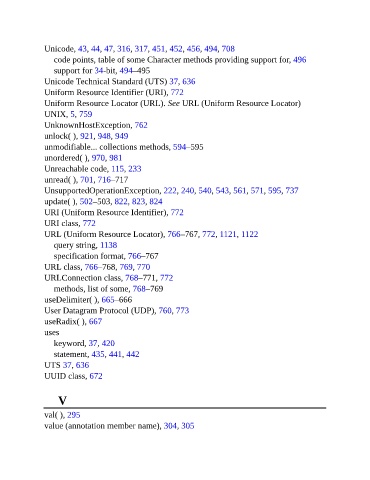 Unicode, 43, 44, 47, 316, 317, 451, 452, 456, 494, 708
code points, table of some Character methods providing support for, 496
support for 34-bit, 494–495
Unicode Technical Standard (UTS) 37, 636
Uniform Resource Identifier (URI), 772
Uniform Resource Locator (URL). See URL (Uniform Resource Locator)
UNIX, 5, 759
UnknownHostException, 762
unlock( ), 921, 948, 949
unmodifiable... collections methods, 594–595
unordered( ), 970, 981
Unreachable code, 115, 233
unread( ), 701, 716–717
UnsupportedOperationException, 222, 240, 540, 543, 561, 571, 595, 737
update( ), 502–503, 822, 823, 824
URI (Uniform Resource Identifier), 772
URI class, 772
URL (Uniform Resource Locator), 766–767, 772, 1121, 1122
query string, 1138
specification format, 766–767
URL class, 766–768, 769, 770
URLConnection class, 768–771, 772
methods, list of some, 768–769
useDelimiter( ), 665–666
User Datagram Protocol (UDP), 760, 773
useRadix( ), 667
uses
keyword, 37, 420
statement, 435, 441, 442
UTS 37, 636
UUID class, 672
V
val( ), 295
value (annotation member name), 304, 305